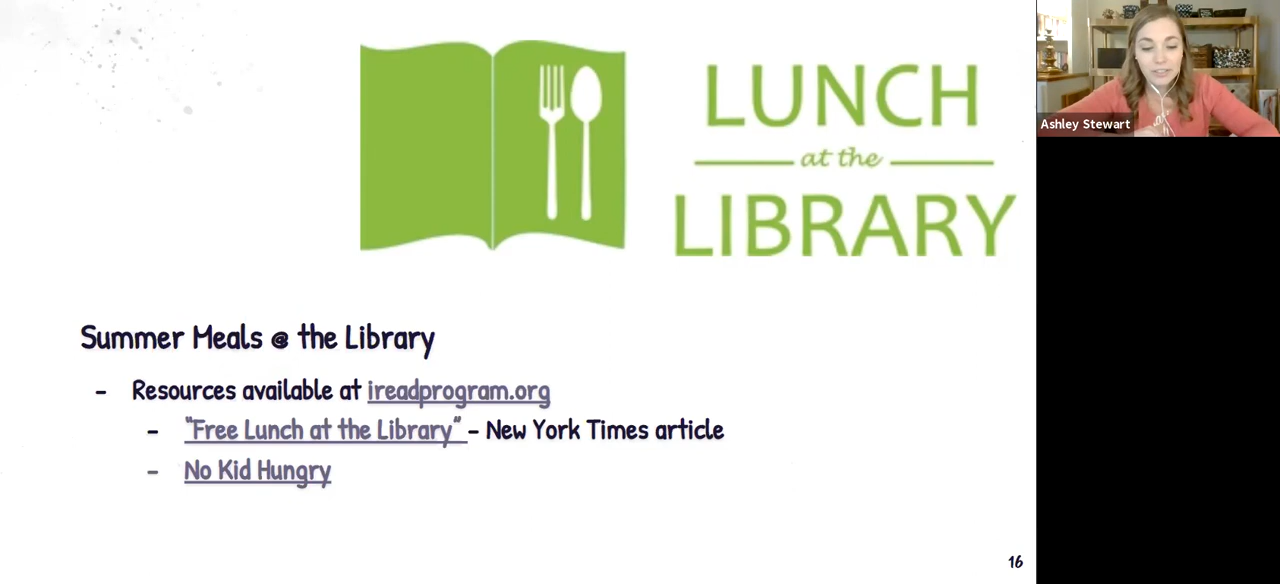 LUNCH
at the
LIBRARY
Ashley Stewart
Summer Meals @ the Library
- Resources available at ireadprogram.org
- "Free Lunch at the Library" - New York Times article
- No Kid Hungry
16